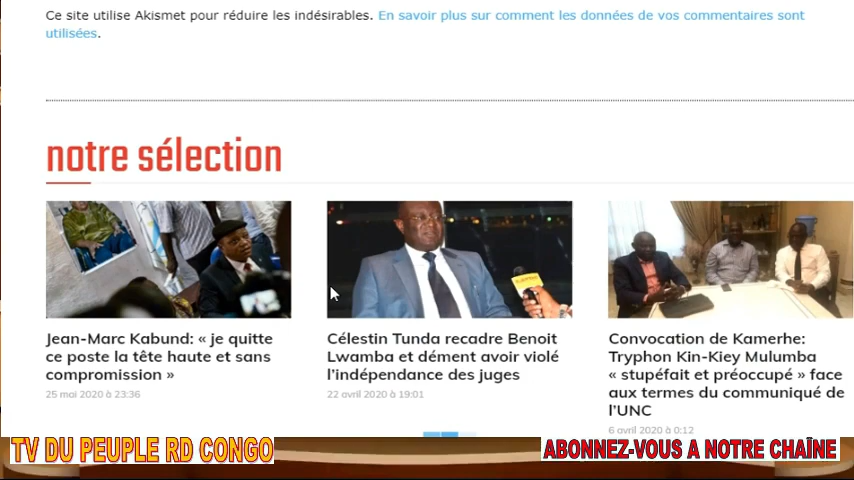 Ce site utilise Akismet pour réduire les indésirables. En savoir plus sur comment les données de vos commentaires sont
utilisées.
notre sélection
Jean-Marc Kabund: « je quitte
ce poste la tête haute et sans
compromission »
25 mai 2020 à 23:36
Célestin Tunda recadre Benoit
Lwamba et dément avoir violé
l'indépendance des juges
22 avril 2020 à 19:01
Convocation de Kamerhe:
Tryphon Kin-Kiey Mulumba
« stupéfait et préoccupé » face
aux termes du communiqué de
l'UNC
6 avril 2020 à 0:12
TV DU PEUPLE RD CONGO
ABONNEZ-VOUS A NOTRE CHAÎNE